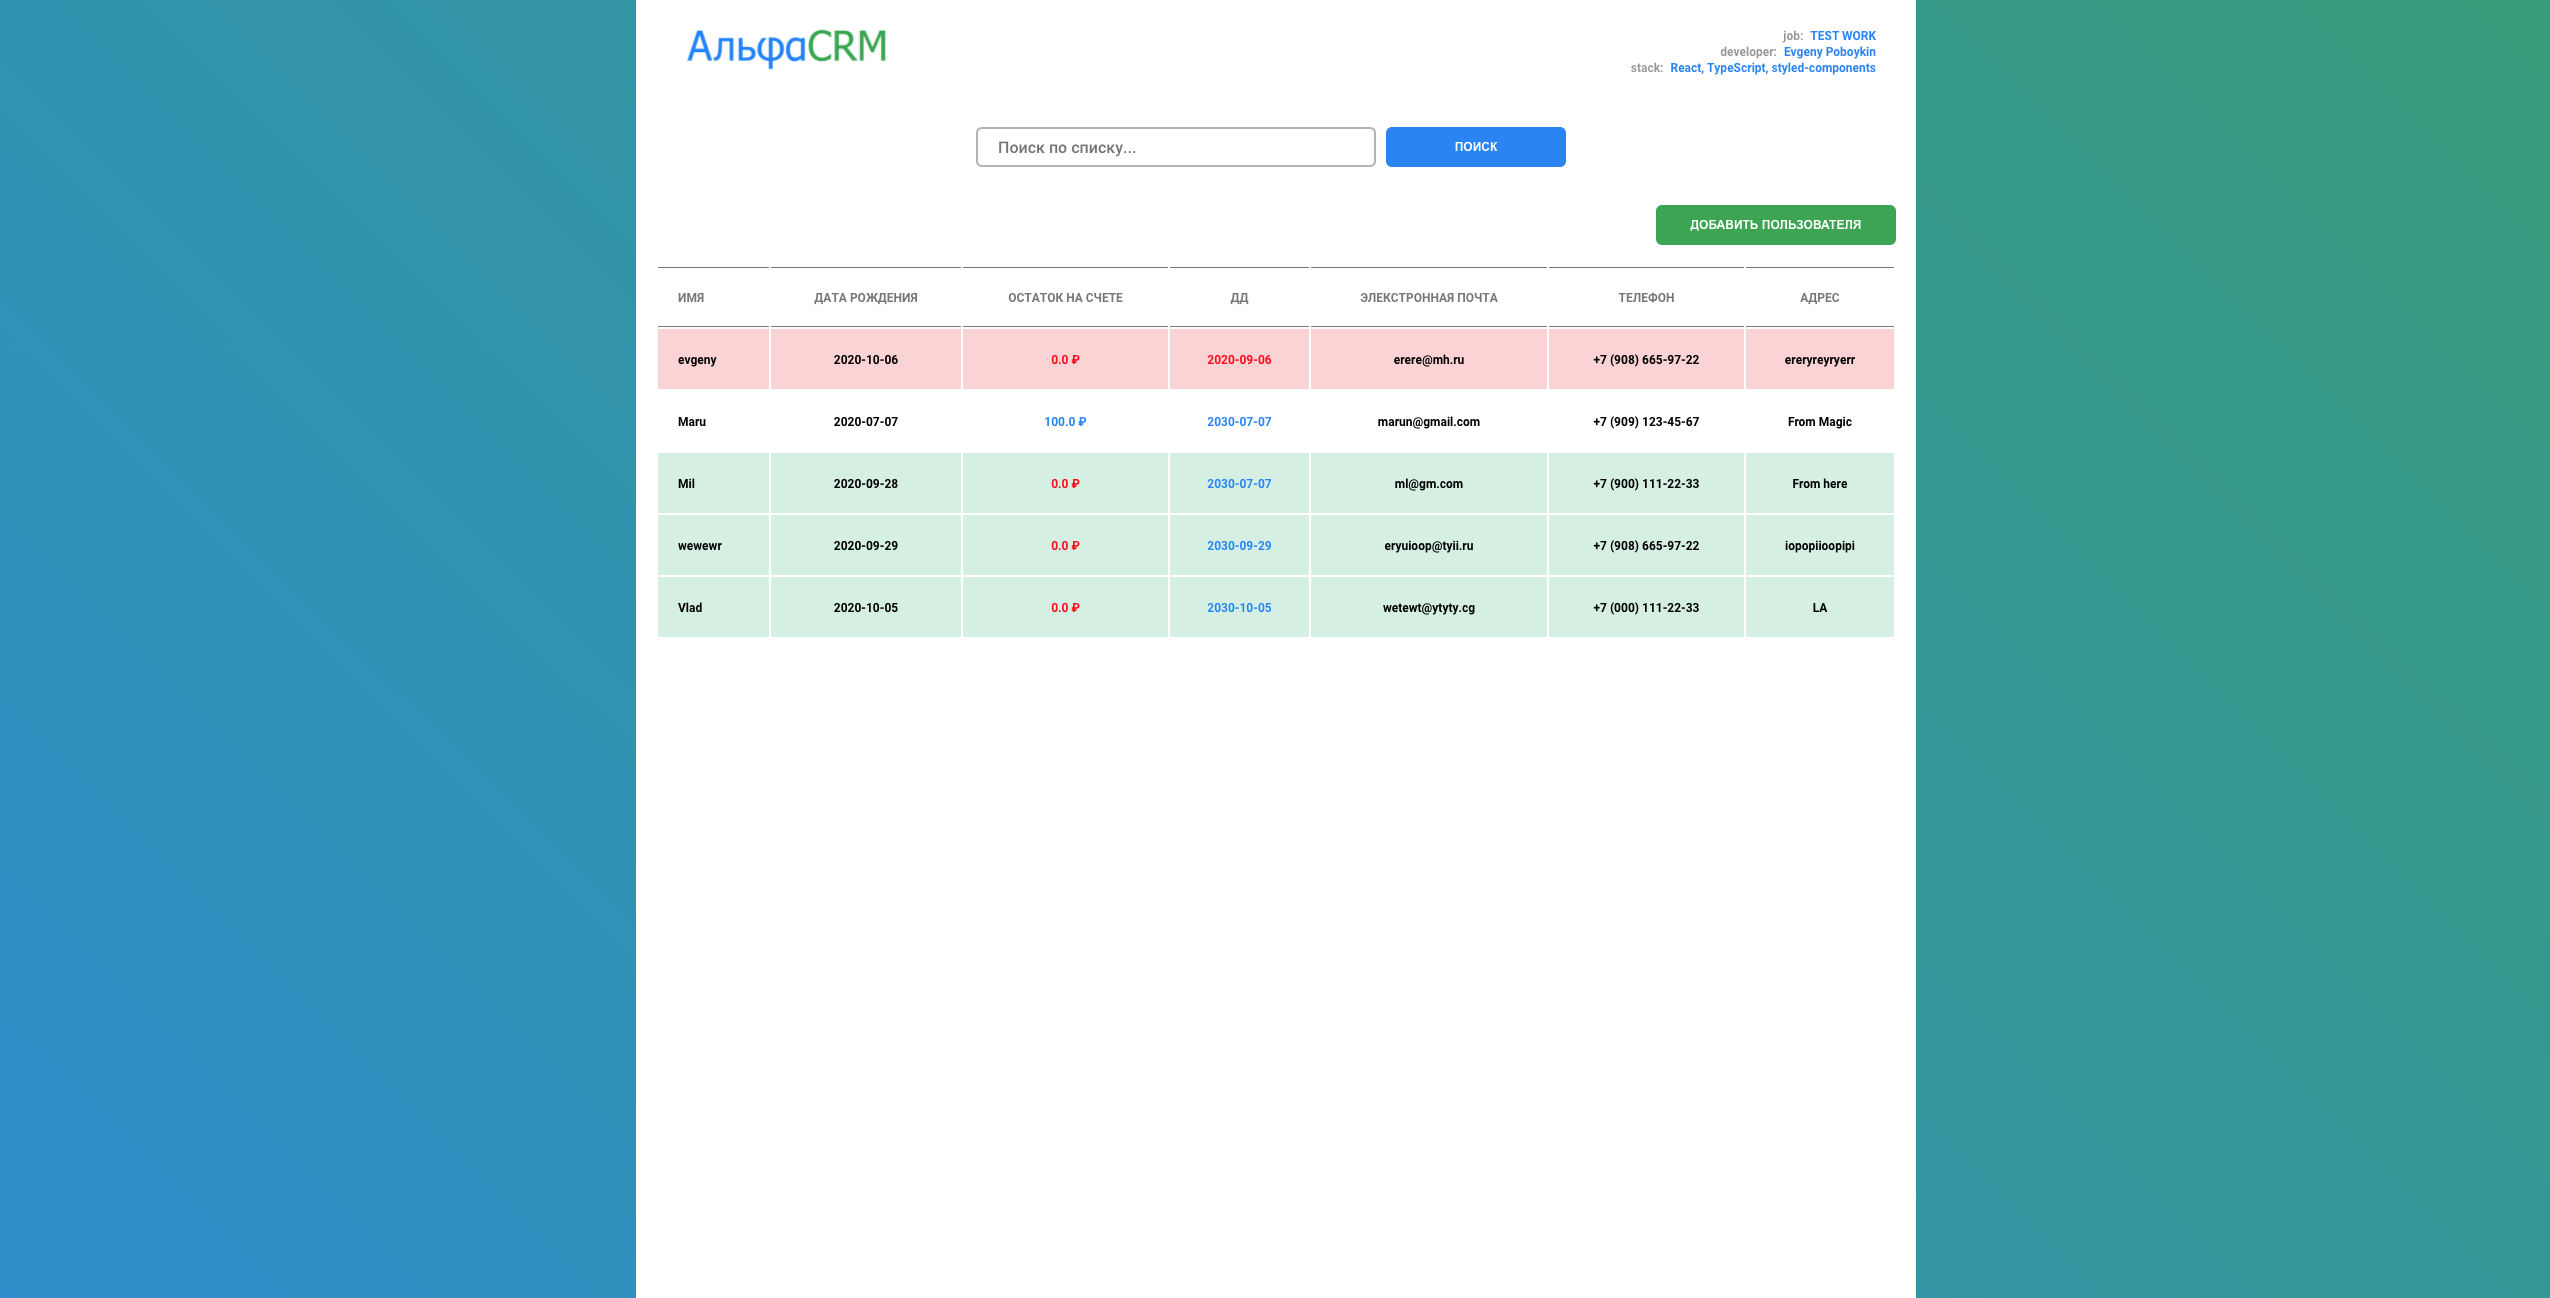 АльфаCRM
job: TEST WORK
developer: Evgeny Poboykin
stack: React, TypeScript, styled-components
Поиск по списку... ПОИСК
ДОБАВИТЬ ПОЛЬЗОВАТЕЛЯ
ИМЯ ДАТА РОЖДЕНИЯ ОСТАТОК НА СЧЕТЕ ДД ЭЛЕКСТРОННАЯ ПОЧТА ТЕЛЕФОН АДРЕС
evgeny 2020-10-06 0.0 ₽ 2020-09-06 erere@mh.ru +7 (908) 665-97-22 ereryreyryerr
Maru 2020-07-07 100.0 ₽ 2030-07-07 marun@gmail.com +7 (909) 123-45-67 From Magic
Mil 2020-09-28 0.0 ₽ 2030-07-07 ml@gm.com +7 (900) 111-22-33 From here
wewewr 2020-09-29 0.0 ₽ 2030-09-29 eryuioop@tyii.ru +7 (908) 665-97-22 iopopiioopipi
Vlad 2020-10-05 0.0 ₽ 2030-10-05 wetewt@ytyty.cg +7 (000) 111-22-33 LA